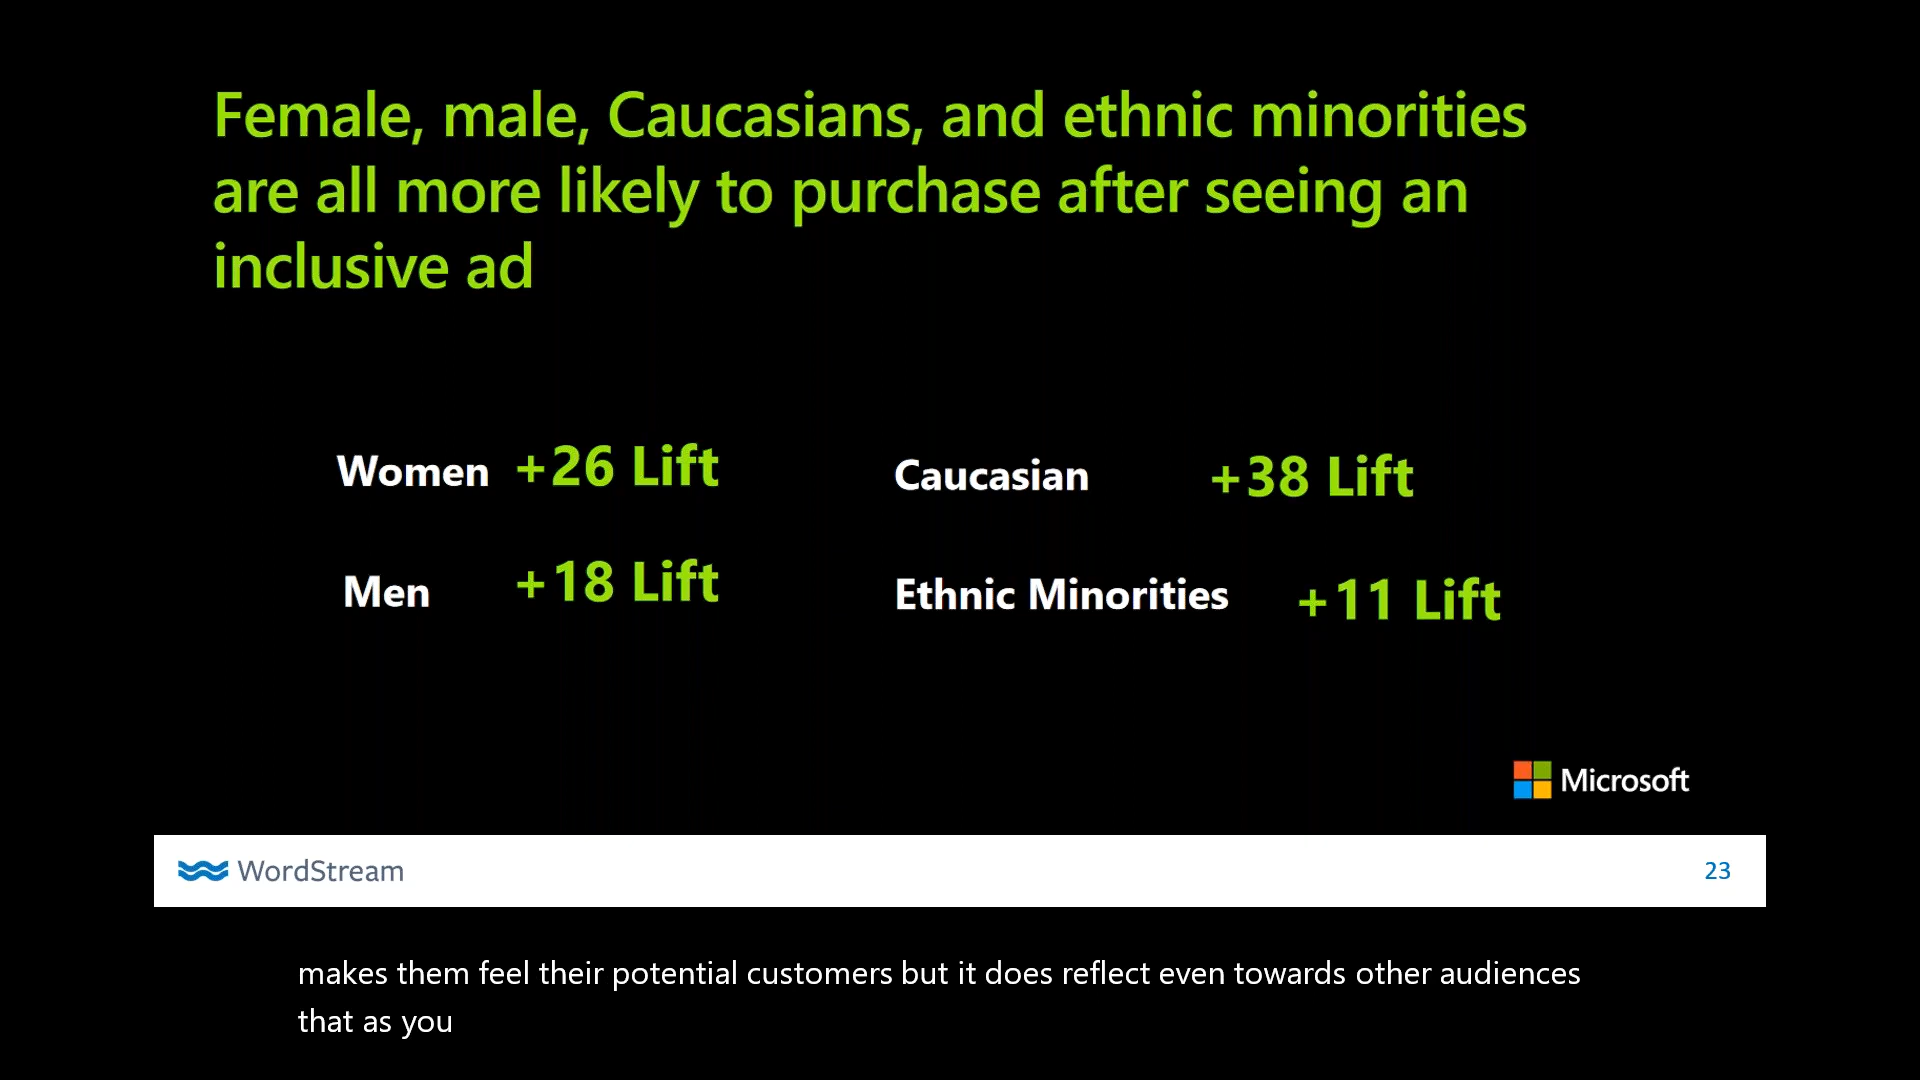 Female, male, Caucasians, and ethnic minorities
are all more likely to purchase after seeing an
inclusive ad
Women +26 Lift
Men +18 Lift
Caucasian +38 Lift
Ethnic Minorities +11 Lift
Microsoft
WordStream
23
makes them feel their potential customers but it does reflect even towards other audiences
that as you